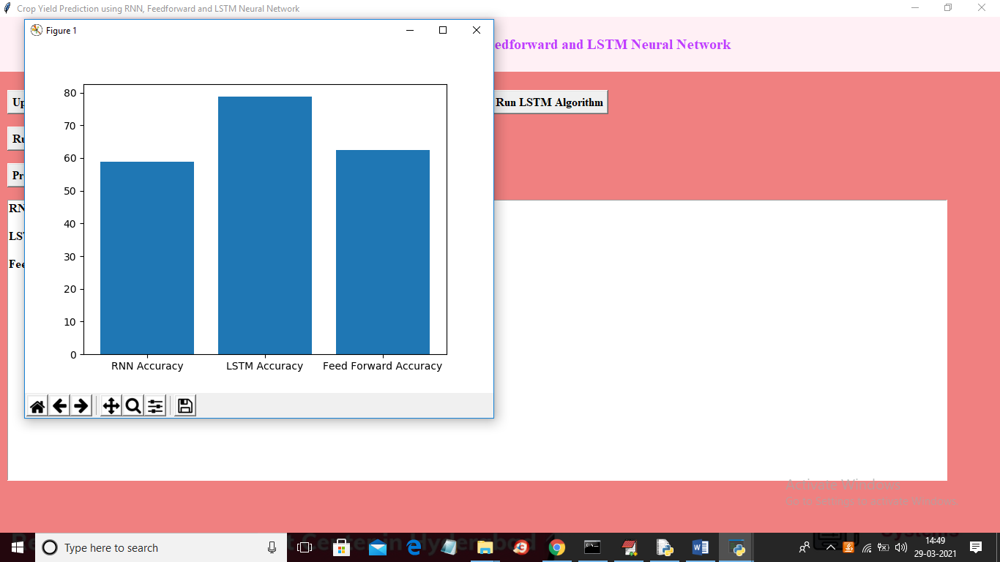 Crop Yield Prediction using RNN, Feedforward and LSTM Neural Network
Figure 1
edforward and LSTM Neural Network
Up
Run LSTM Algorithm
Ru
Pr
RN
LST
Fee
80
70
60
50
40
30
20
10
0
RNN Accuracy
LSTM Accuracy
Feed Forward Accuracy
Activate Windows
Go to Settings to activate Windows.
Systems
Type here to search
14:49
29-03-2021